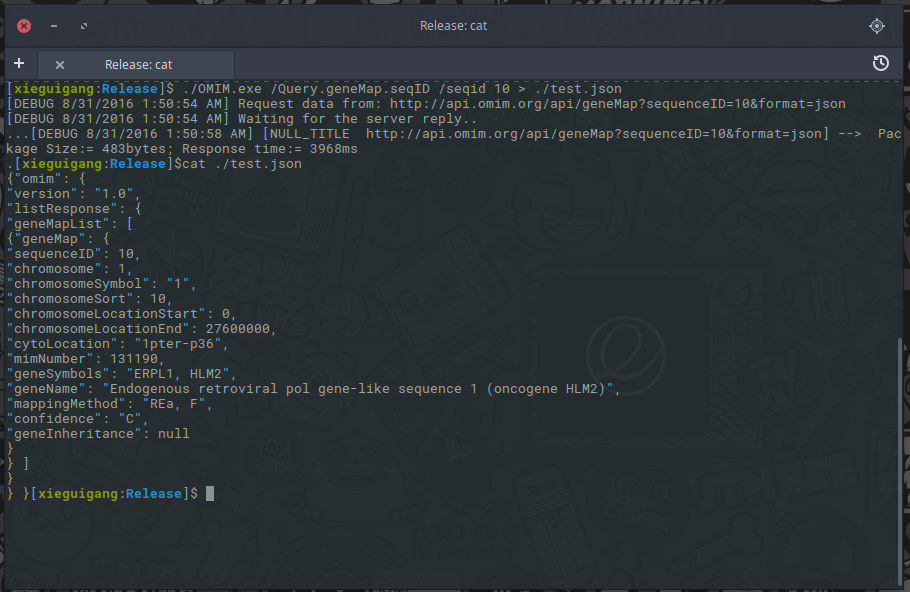 Release: cat
Release: cat
[xieguigang:Release]$ ./OMIM.exe /Query.geneMap.seqID /seqid 10 > ./test.json
[DEBUG 8/31/2016 1:50:54 AM] Request data from: http://api.omim.org/api/geneMap?sequenceID=10&format=json
[DEBUG 8/31/2016 1:50:54 AM] Waiting for the server reply..
...[DEBUG 8/31/2016 1:50:58 AM] [NULL_TITLE  http://api.omim.org/api/geneMap?sequenceID=10&format=json] -->  Pac
kage Size:= 483bytes; Response time:= 3968ms
.[xieguigang:Release]$cat ./test.json
{"omim": {
"version": "1.0",
"listResponse": {
"geneMapList": [
{"geneMap": {
"sequenceID": 10,
"chromosome": 1,
"chromosomeSymbol": "1",
"chromosomeSort": 10,
"chromosomeLocationStart": 0,
"chromosomeLocationEnd": 27600000,
"cytoLocation": "1pter-p36",
"mimNumber": 131190,
"geneSymbols": "ERPL1, HLM2",
"geneName": "Endogenous retroviral pol gene-like sequence 1 (oncogene HLM2)",
"mappingMethod": "REa, F",
"confidence": "C",
"geneInheritance": null
}
} ]
}
} }[xieguigang:Release]$